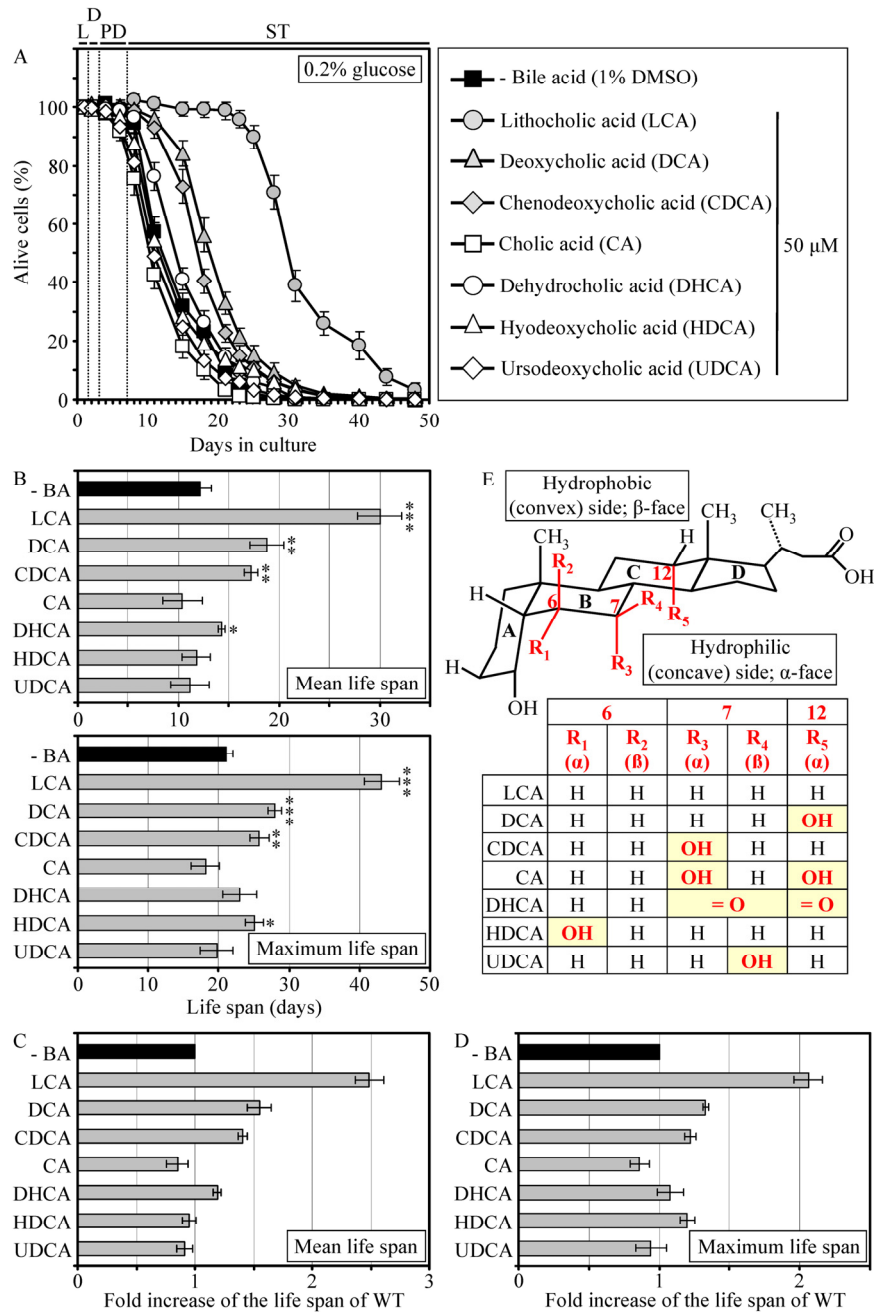 D
L PD ST
A
0.2% glucose
Alive cells (%)
100
80
60
40
20
0
0 10 20 30 40 50
Days in culture
- Bile acid (1% DMSO)
Lithocholic acid (LCA)
Deoxycholic acid (DCA)
Chenodeoxycholic acid (CDCA)
Cholic acid (CA)
Dehydrocholic acid (DHCA)
Hyodeoxycholic acid (HDCA)
Ursodeoxycholic acid (UDCA)
50 μM
B
- BA
LCA ***
DCA **
CDCA **
CA
DHCA *
HDCA
UDCA
Mean life span
10 20 30
- BA
LCA ***
DCA ***
CDCA **
CA
DHCA
HDCA *
UDCA
Maximum life span
0 10 20 30 40 50
Life span (days)
E
Hydrophobic
(convex) side; β-face
CH3 CH3 CH3
H
O
OH
R2
12
C D
R4
R5
6 B 7
H
A
R1
R3
H
OH
Hydrophilic
(concave) side; α-face
6 7 12
R1 R2 R3 R4 R5
(α) (ß) (α) (ß) (α)
LCA H H H H H
DCA H H H H OH
CDCA H H OH H H
CA H H OH H OH
DHCA H H = O = O
HDCA OH H H H H
UDCA H H H OH H
C
- BA
LCA
DCA
CDCA
CA
DHCA
HDCA
UDCA
Mean life span
0 1 2 3
Fold increase of the life span of WT
D
- BA
LCA
DCA
CDCA
CA
DHCA
HDCA
UDCA
Maximum life span
0 1 2
Fold increase of the life span of WT